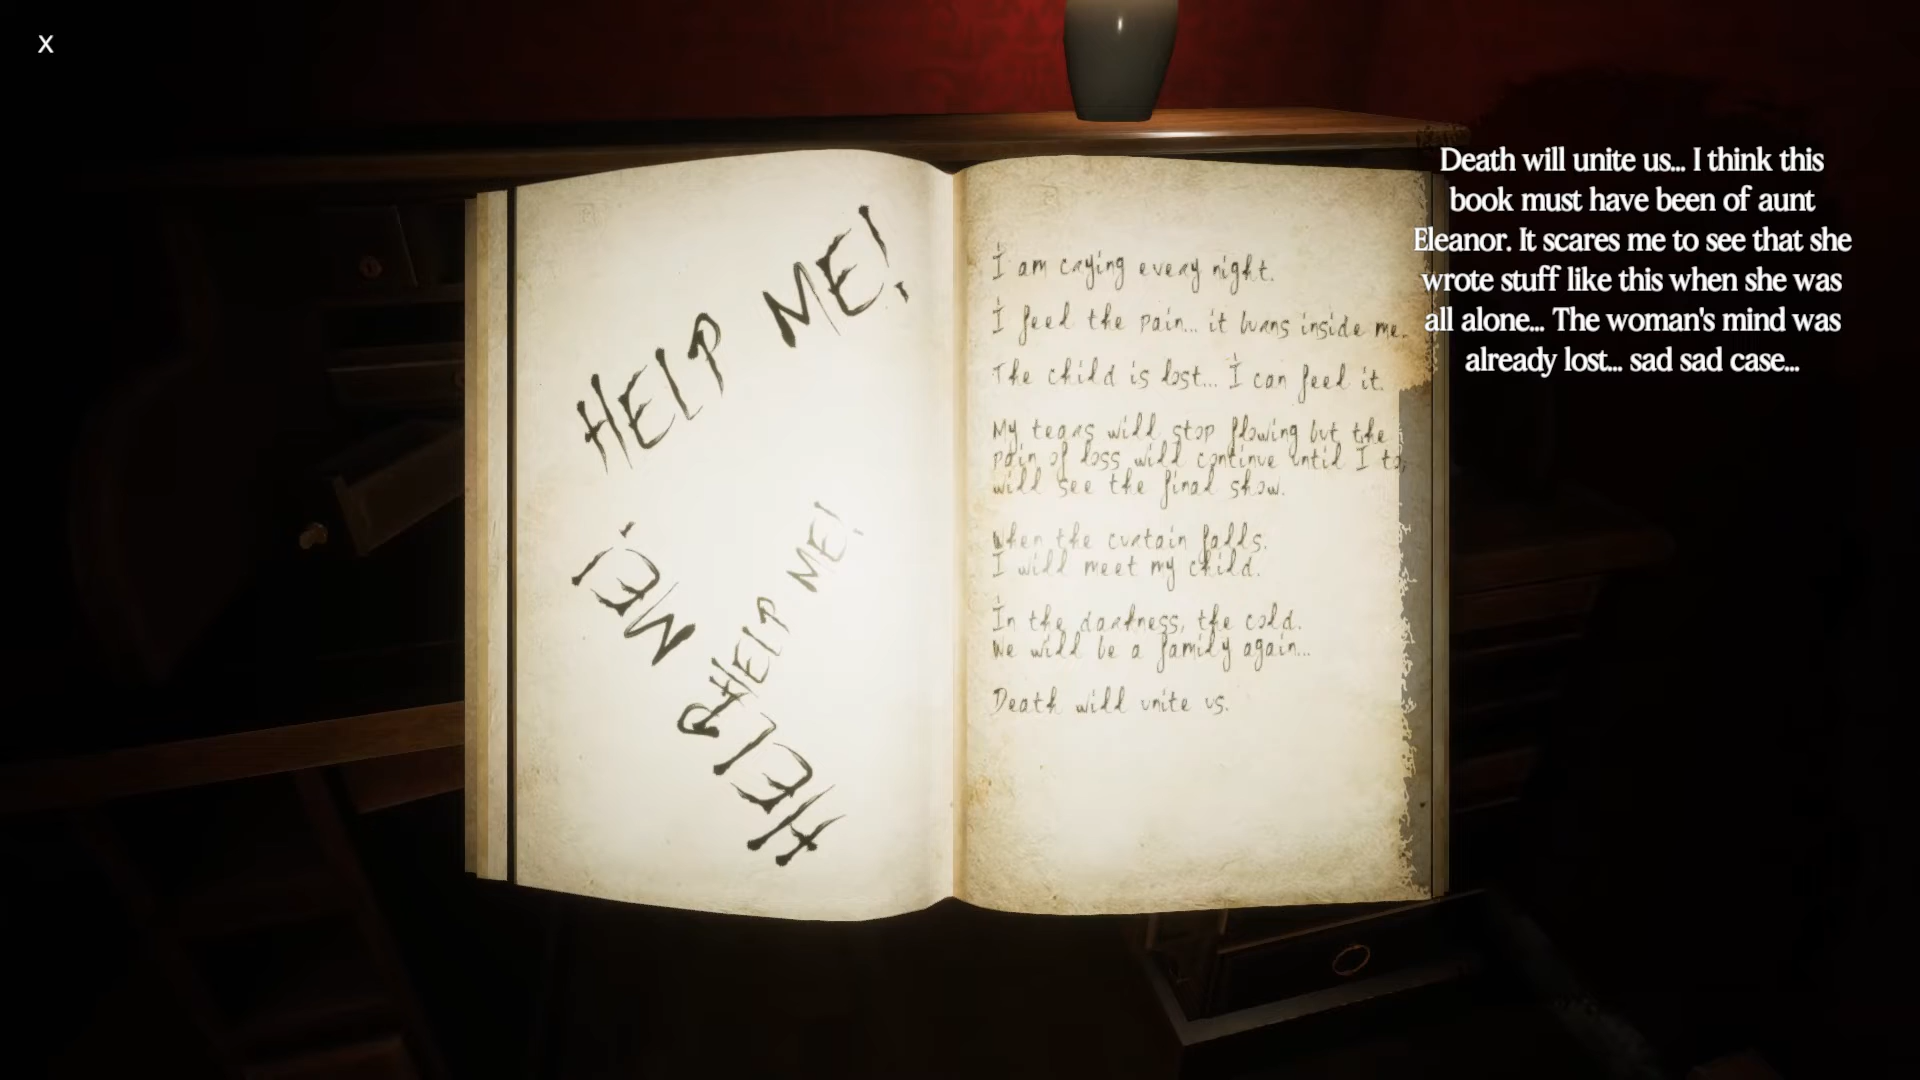 X
HELP ME!
HELP ME!
HELP ME!
I am crying every night.
I feel the pain... it burns inside me.
The child is lost... I can feel it.
My tears will stop flowing but the
pain of loss will continue until I to,
will see the final show.
When the curtain falls.
I will meet my child.
In the darkness, the cold.
We will be a family again...
Death will unite us.
Death will unite us... I think this
book must have been of aunt
Eleanor. It scares me to see that she
wrote stuff like this when she was
all alone... The woman's mind was
already lost... sad sad case...